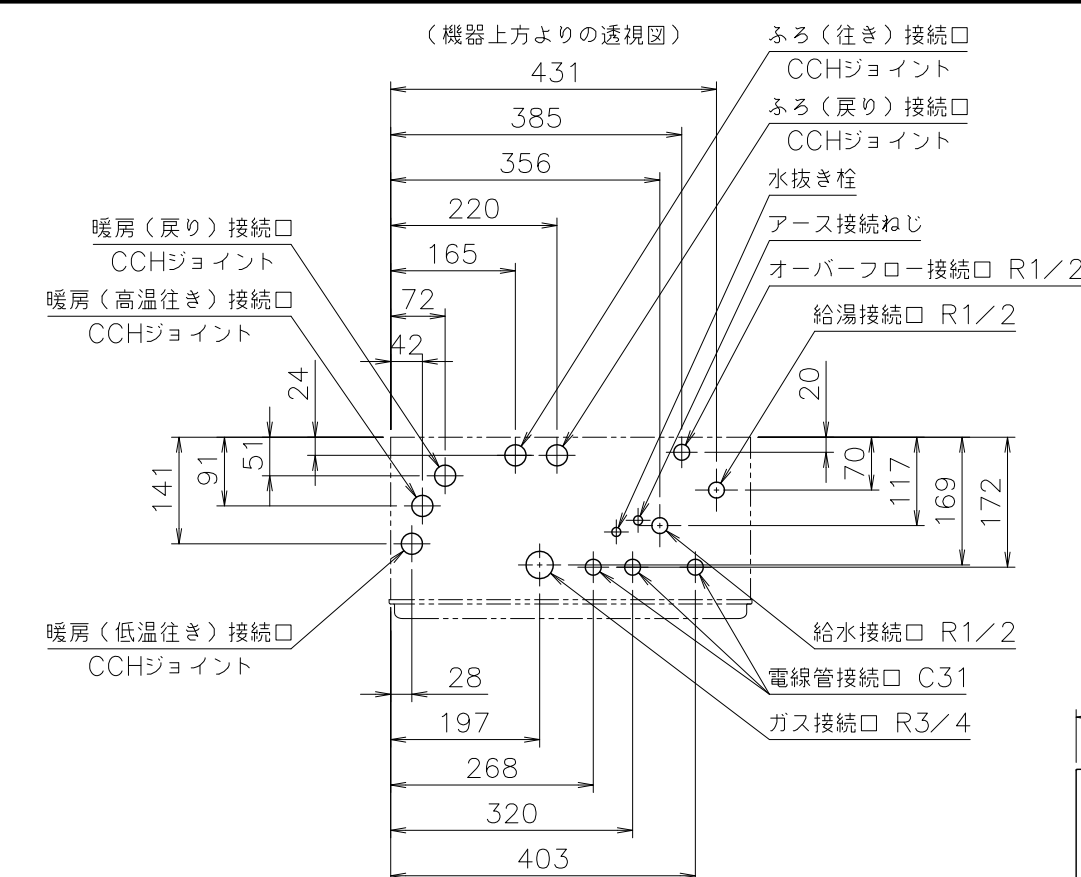 (機器上方よりの透視図)
ふろ(往き)接続口
CCHジョイント
431
ふろ(戻り)接続口
CCHジョイント
385
356
水抜き栓
220
アース接続ねじ
暖房(戻り)接続口
CCHジョイント
165
オーバーフロー接続口 R1/2
暖房(高温往き)接続口
CCHジョイント
72
給湯接続口 R1/2
42
24
20
51
91
141
70
117
169
172
暖房(低温往き)接続口
CCHジョイント
給水接続口 R1/2
28
電線管接続口 C31
197
ガス接続口 R3/4
268
320
403